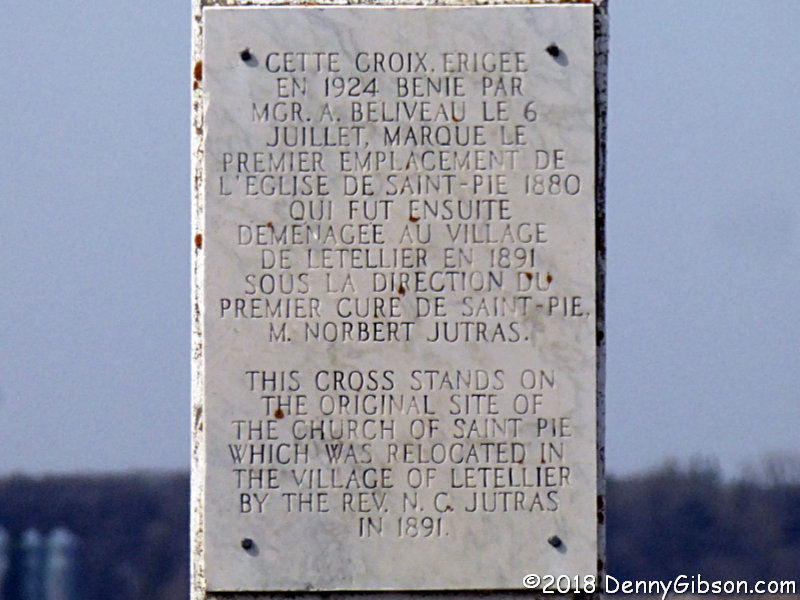 CETTE CROIX, ERIGEE
EN 1924 BENIE PAR
MGR. A. BELIVEAU LE 6
JUILLET, MARQUE LE
PREMIER EMPLACEMENT DE
L'EGLISE DE SAINT-PIE 1880
QUI FUT ENSUITE
DEMENAGEE AU VILLAGE
DE LETELLIER EN 1891
SOUS LA DIRECTION DU
PREMIER CURE DE SAINT-PIE,
M. NORBERT JUTRAS.
THIS CROSS STANDS ON
THE ORIGINAL SITE OF
THE CHURCH OF SAINT PIE
WHICH WAS RELOCATED IN
THE VILLAGE OF LETELLIER
BY THE REV. N. C. JUTRAS
IN 1891.
©2018 DennyGibson.com